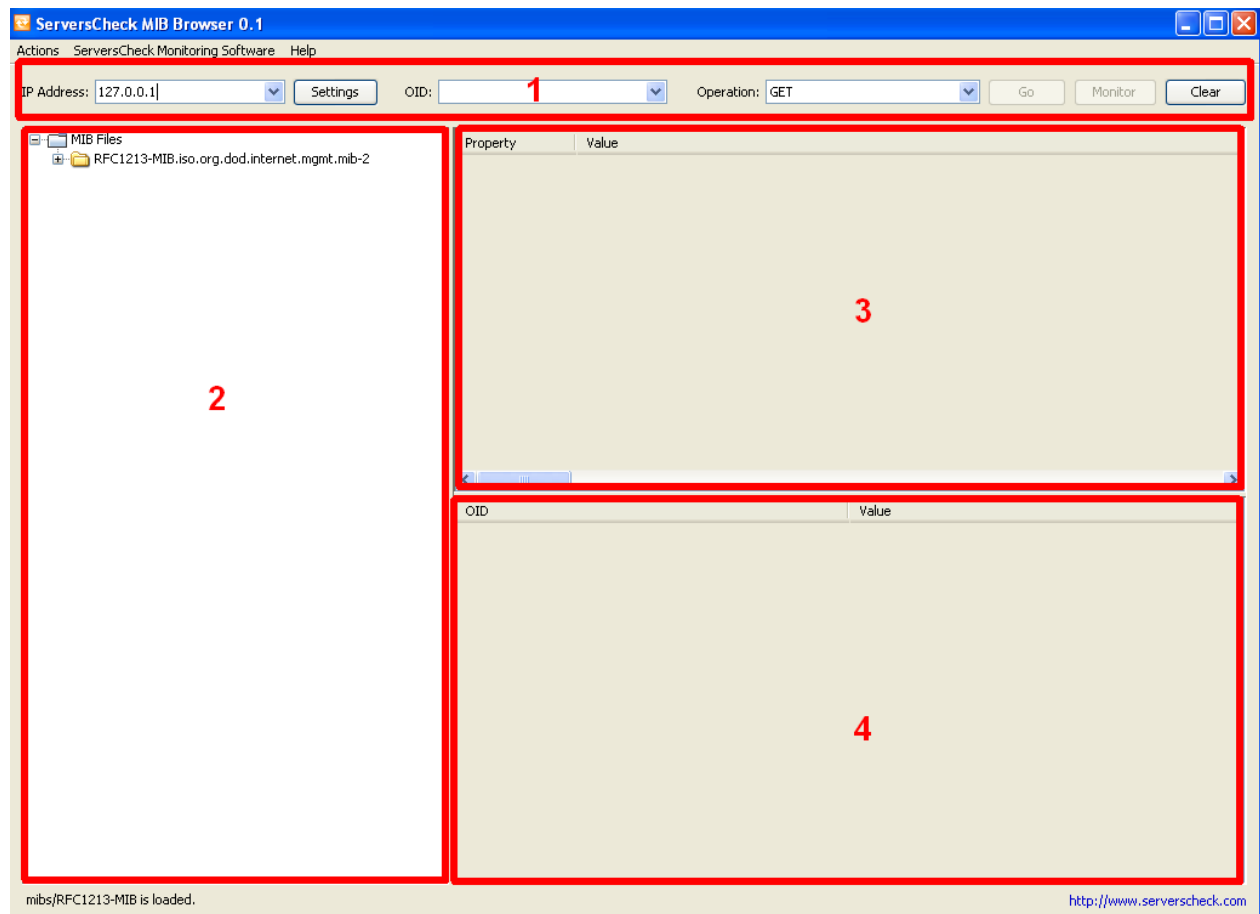 ServersCheck MIB Browser 0.1
Actions ServersCheck Monitoring Software Help
IP Address: 127.0.0.1 Settings OID: 1 Operation: GET Go Monitor Clear
MIB Files
RFC1213-MIB.iso.org.dod.internet.mgmt.mib-2
2
Property Value
3
OID Value
4
mibs/RFC1213-MIB is loaded.
http://www.serverscheck.com